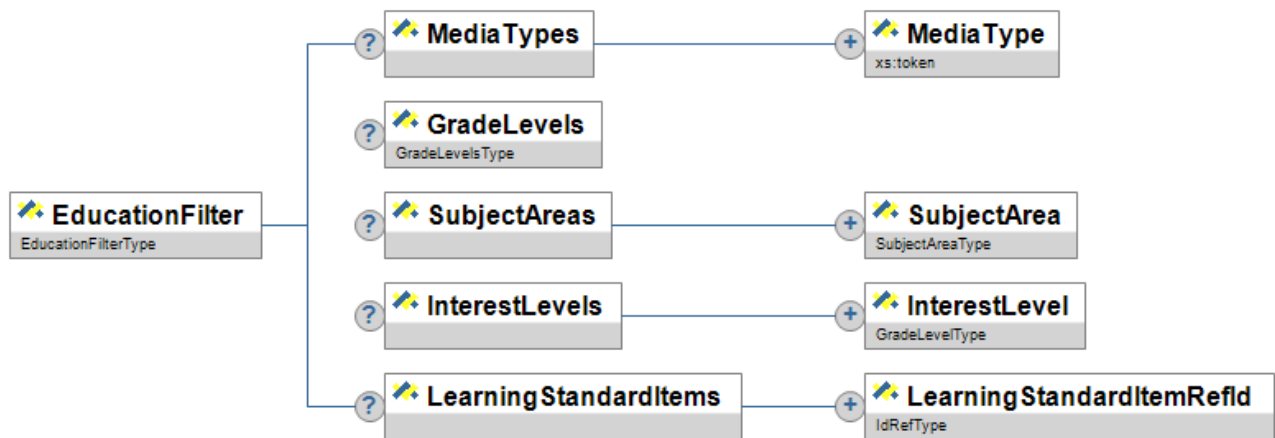 ? MediaTypes + MediaType
xs:token
? GradeLevels
GradeLevelsType
EducationFilter ? SubjectAreas + SubjectArea
EducationFilterType SubjectAreaType
? InterestLevels + InterestLevel
GradeLevelType
? LearningStandardItems + LearningStandardItemRefId
IdRefType